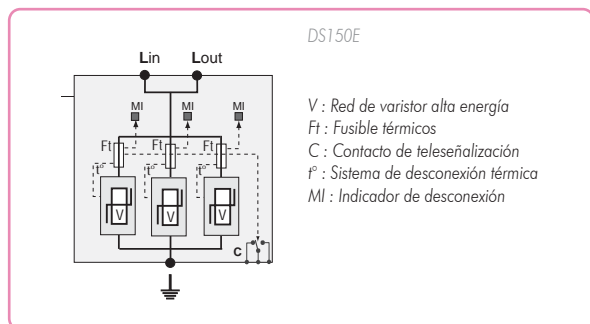 DS150E
Lin Lout
MI MI MI
Ft Ft Ft
t° t° t°
V V V
C
V : Red de varistor alta energía
Ft : Fusible térmicos
C : Contacto de teleseñalización
t° : Sistema de desconexión térmica
MI : Indicador de desconexión